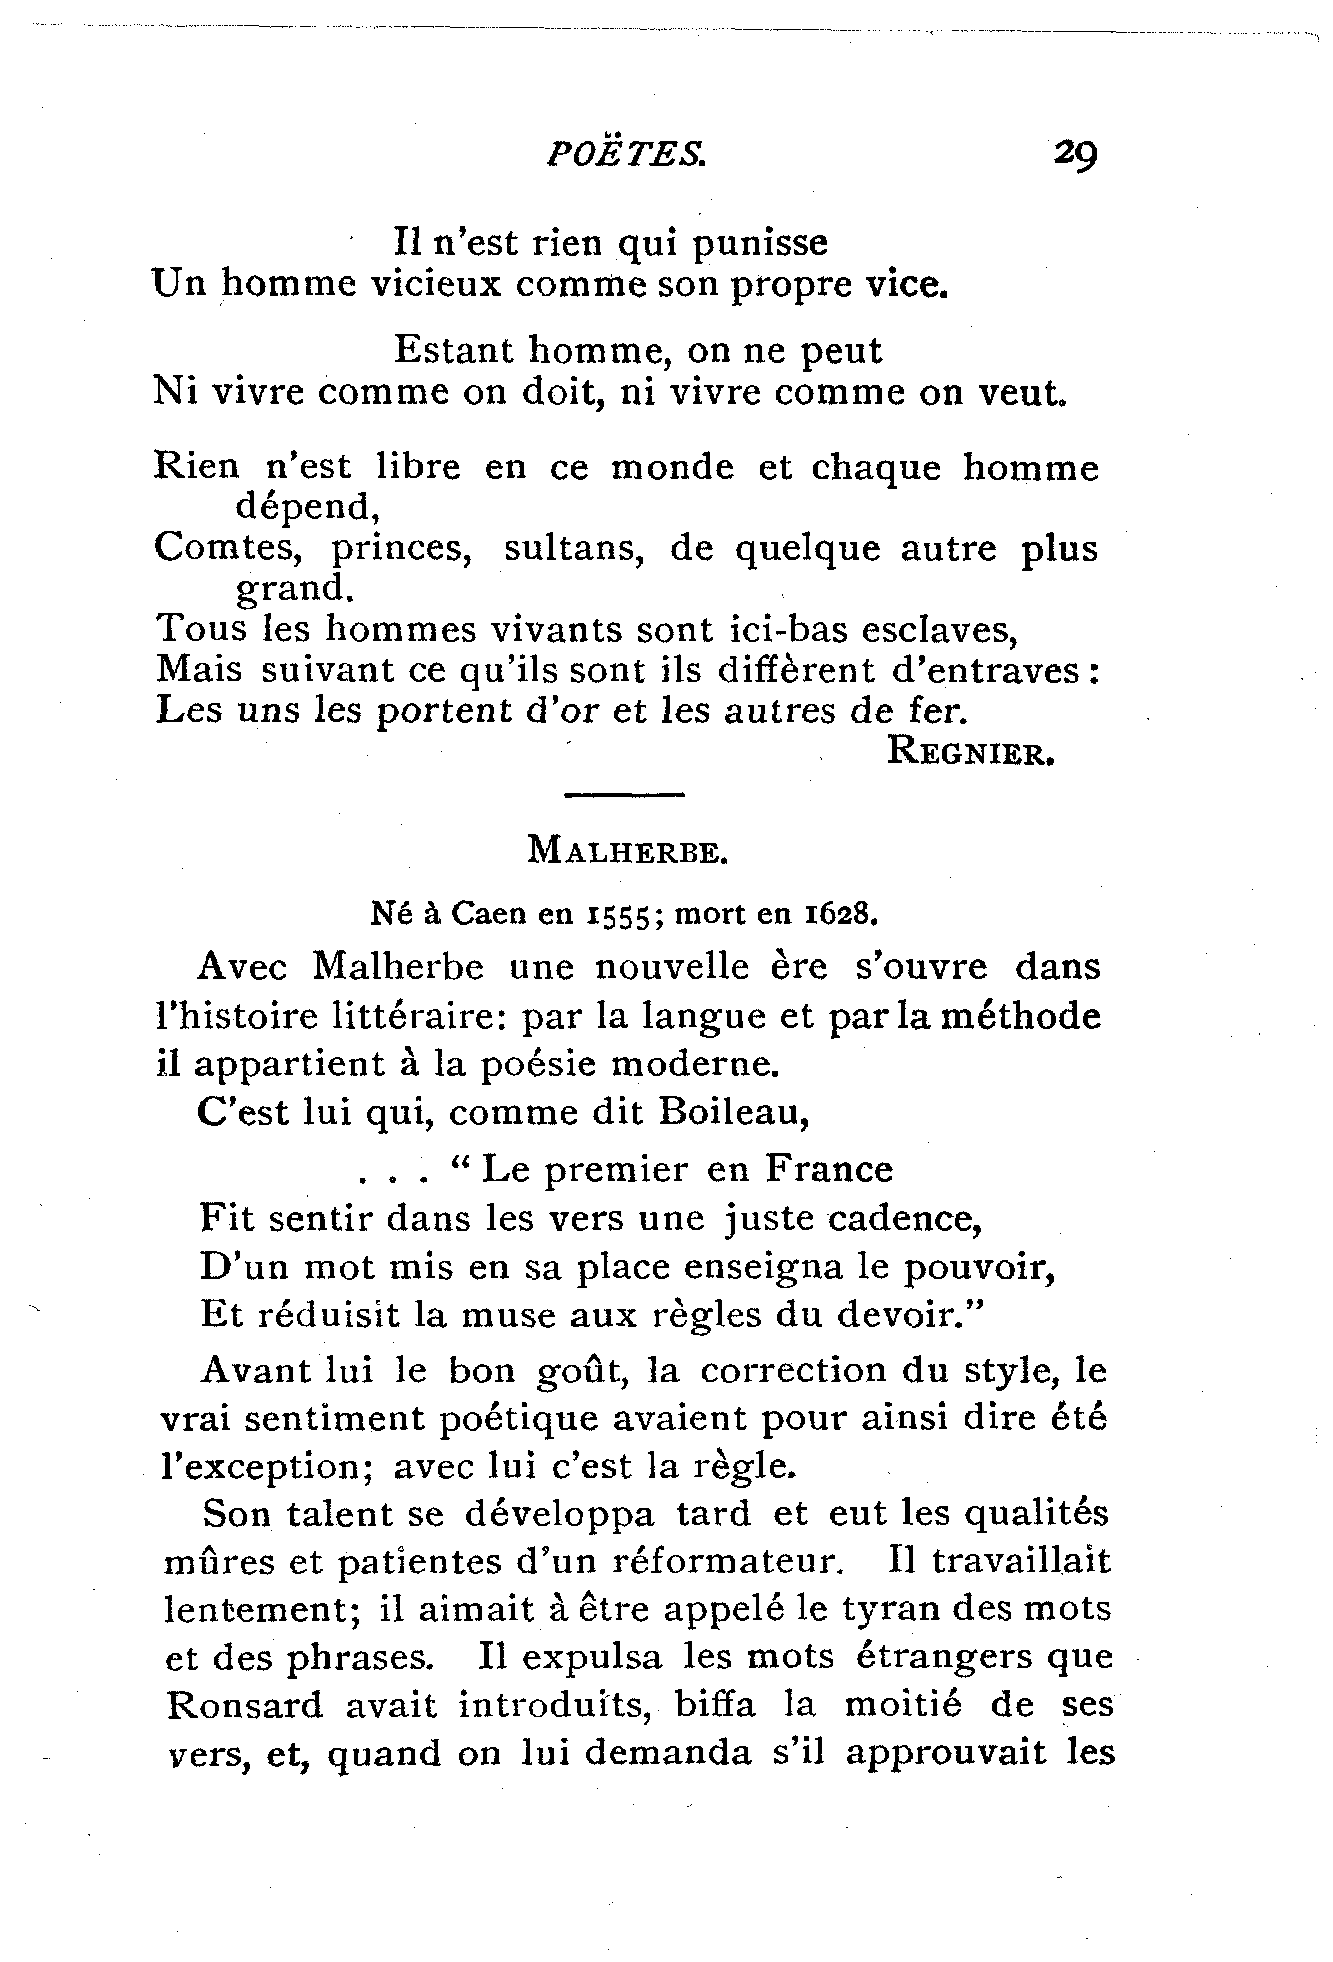 POËTES. 29
Il n'est rien qui punisse
Un homme vicieux comme son propre vice.
Estant homme, on ne peut
Ni vivre comme on doit, ni vivre comme on veut.
Rien n'est libre en ce monde et chaque homme
dépend,
Comtes, princes, sultans, de quelque autre plus
grand.
Tous les hommes vivants sont ici-bas esclaves,
Mais suivant ce qu'ils sont ils diffèrent d'entraves :
Les uns les portent d'or et les autres de fer.
REGNIER.
MALHERBE.
Né à Caen en 1555; mort en 1628.
Avec Malherbe une nouvelle ère s'ouvre dans
l'histoire littéraire: par la langue et par la méthode
il appartient à la poésie moderne.
C'est lui qui, comme dit Boileau,
. . . “ Le premier en France
Fit sentir dans les vers une juste cadence,
D'un mot mis en sa place enseigna le pouvoir,
Et réduisit la muse aux règles du devoir.”
Avant lui le bon goût, la correction du style, le
vrai sentiment poétique avaient pour ainsi dire été
l'exception; avec lui c'est la règle.
Son talent se développa tard et eut les qualités
mûres et patientes d'un réformateur. Il travaillait
lentement; il aimait à être appelé le tyran des mots
et des phrases. Il expulsa les mots étrangers que
Ronsard avait introduits, biffa la moitié de ses
vers, et, quand on lui demanda s'il approuvait les